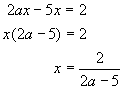 2ax − 5x = 2
x(2a − 5) = 2
x = 2/(2a − 5)